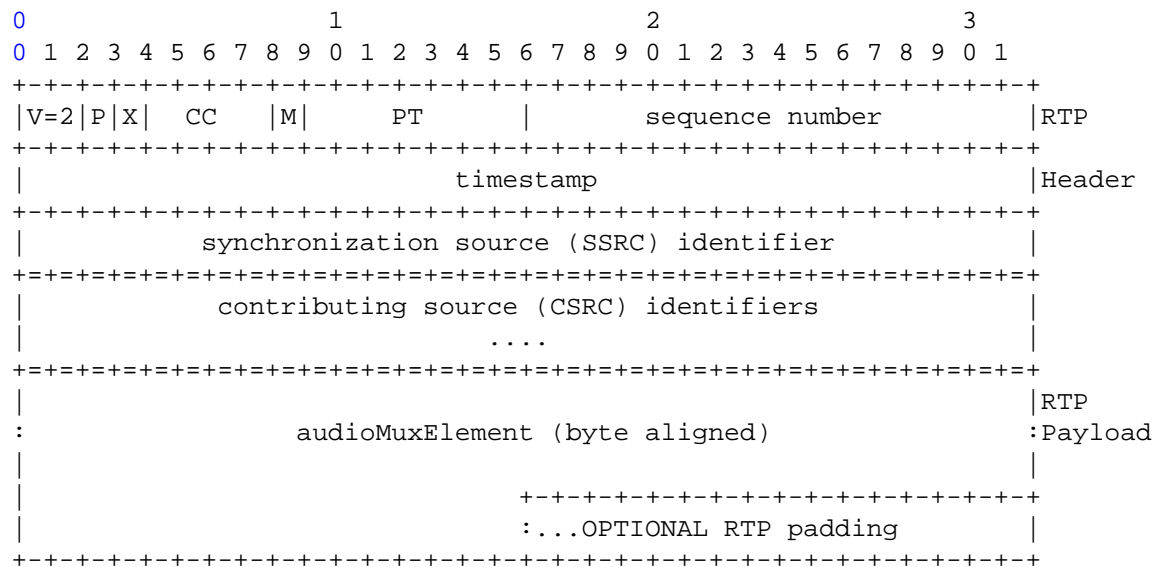 0                   1                   2                   3
0 1 2 3 4 5 6 7 8 9 0 1 2 3 4 5 6 7 8 9 0 1 2 3 4 5 6 7 8 9 0 1
+-+-+-+-+-+-+-+-+-+-+-+-+-+-+-+-+-+-+-+-+-+-+-+-+-+-+-+-+-+-+-+-+
|V=2|P|X|  CC   |M|     PT      |       sequence number         |RTP
+-+-+-+-+-+-+-+-+-+-+-+-+-+-+-+-+-+-+-+-+-+-+-+-+-+-+-+-+-+-+-+-+
|                           timestamp                           |Header
+-+-+-+-+-+-+-+-+-+-+-+-+-+-+-+-+-+-+-+-+-+-+-+-+-+-+-+-+-+-+-+-+
|           synchronization source (SSRC) identifier            |
+=+=+=+=+=+=+=+=+=+=+=+=+=+=+=+=+=+=+=+=+=+=+=+=+=+=+=+=+=+=+=+=+
|            contributing source (CSRC) identifiers             |
|                             ....                              |
+=+=+=+=+=+=+=+=+=+=+=+=+=+=+=+=+=+=+=+=+=+=+=+=+=+=+=+=+=+=+=+=+
|                                                               |RTP
:                 audioMuxElement (byte aligned)                :Payload
|                                                               |
|                               +-+-+-+-+-+-+-+-+-+-+-+-+-+-+-+-+
|                               :...OPTIONAL RTP padding        |
+-+-+-+-+-+-+-+-+-+-+-+-+-+-+-+-+-+-+-+-+-+-+-+-+-+-+-+-+-+-+-+-+